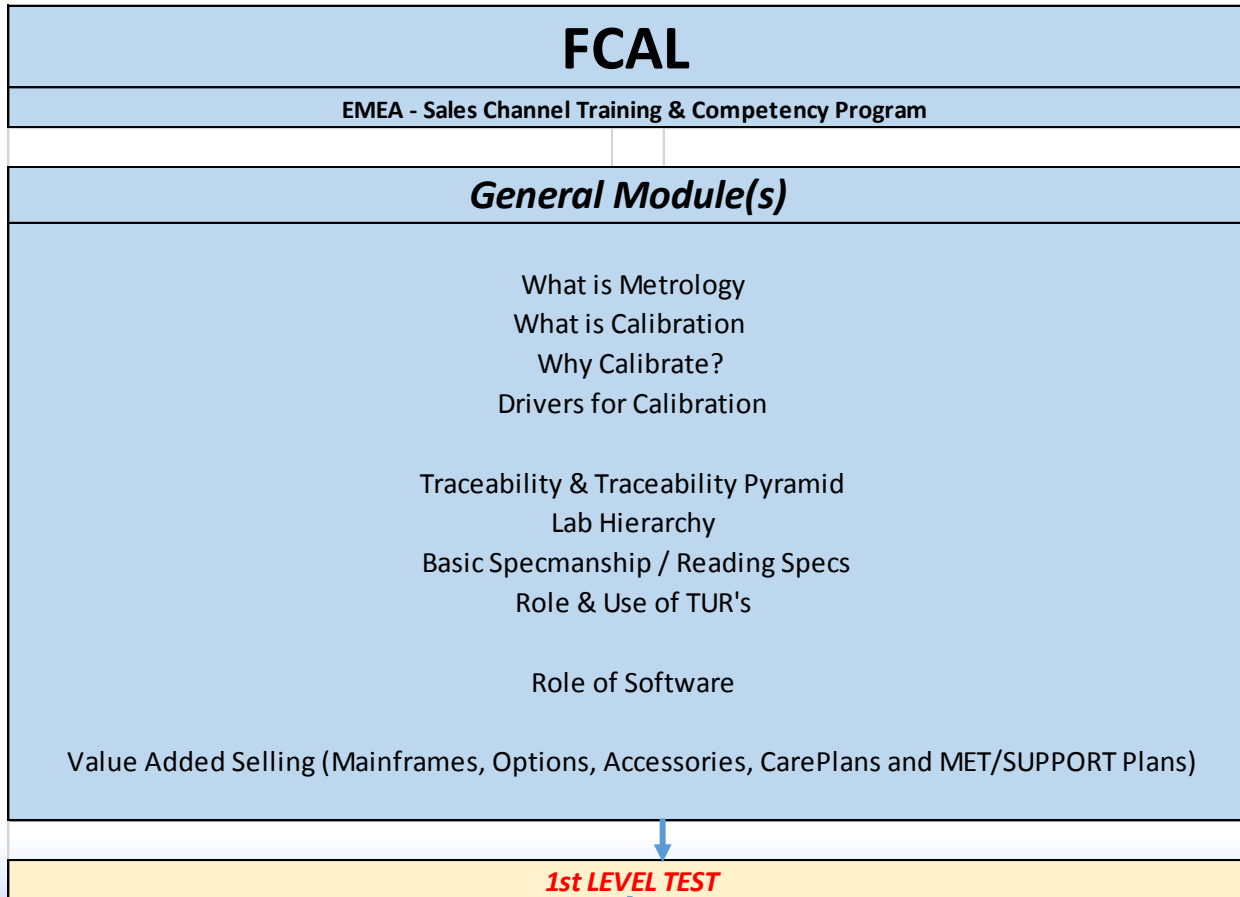 FCAL
EMEA - Sales Channel Training & Competency Program
General Module(s)
What is Metrology
What is Calibration
Why Calibrate?
Drivers for Calibration
Traceability & Traceability Pyramid
Lab Hierarchy
Basic Specmanship / Reading Specs
Role & Use of TUR's
Role of Software
Value Added Selling (Mainframes, Options, Accessories, CarePlans and MET/SUPPORT Plans)
1st LEVEL TEST